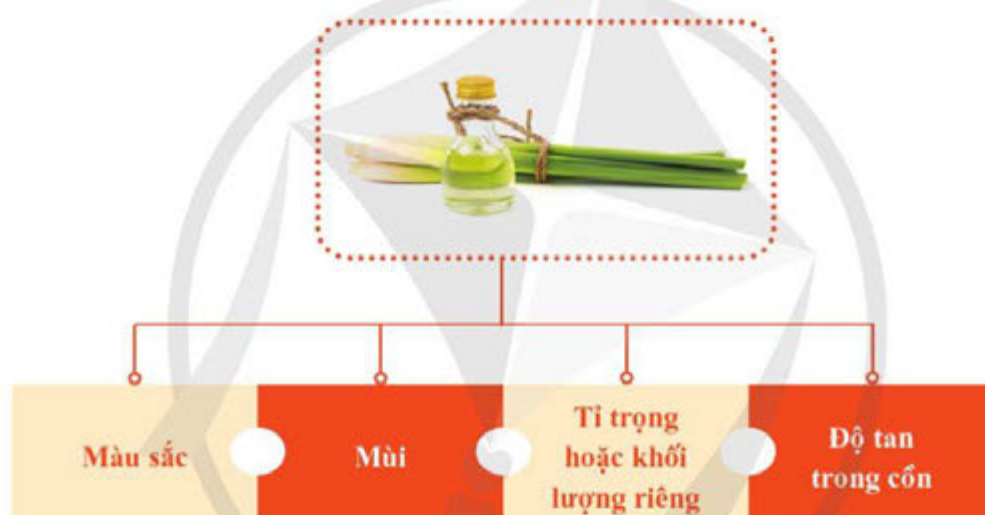 Màu sắc
Mùi
Tỉ trọng
hoặc khối
lượng riêng
Độ tan
trong cồn